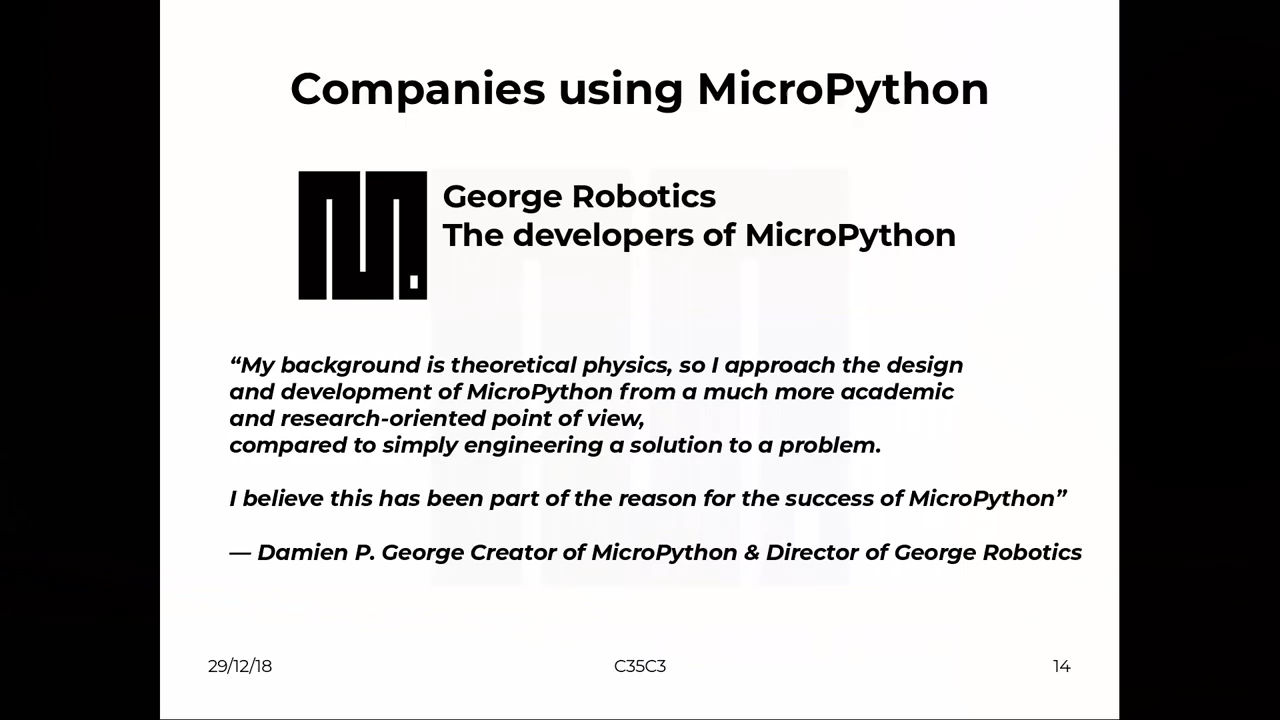 Companies using MicroPython
George Robotics
The developers of MicroPython
“My background is theoretical physics, so I approach the design
and development of MicroPython from a much more academic
and research-oriented point of view,
compared to simply engineering a solution to a problem.
I believe this has been part of the reason for the success of MicroPython”
— Damien P. George Creator of MicroPython & Director of George Robotics
29/12/18
C35C3
14